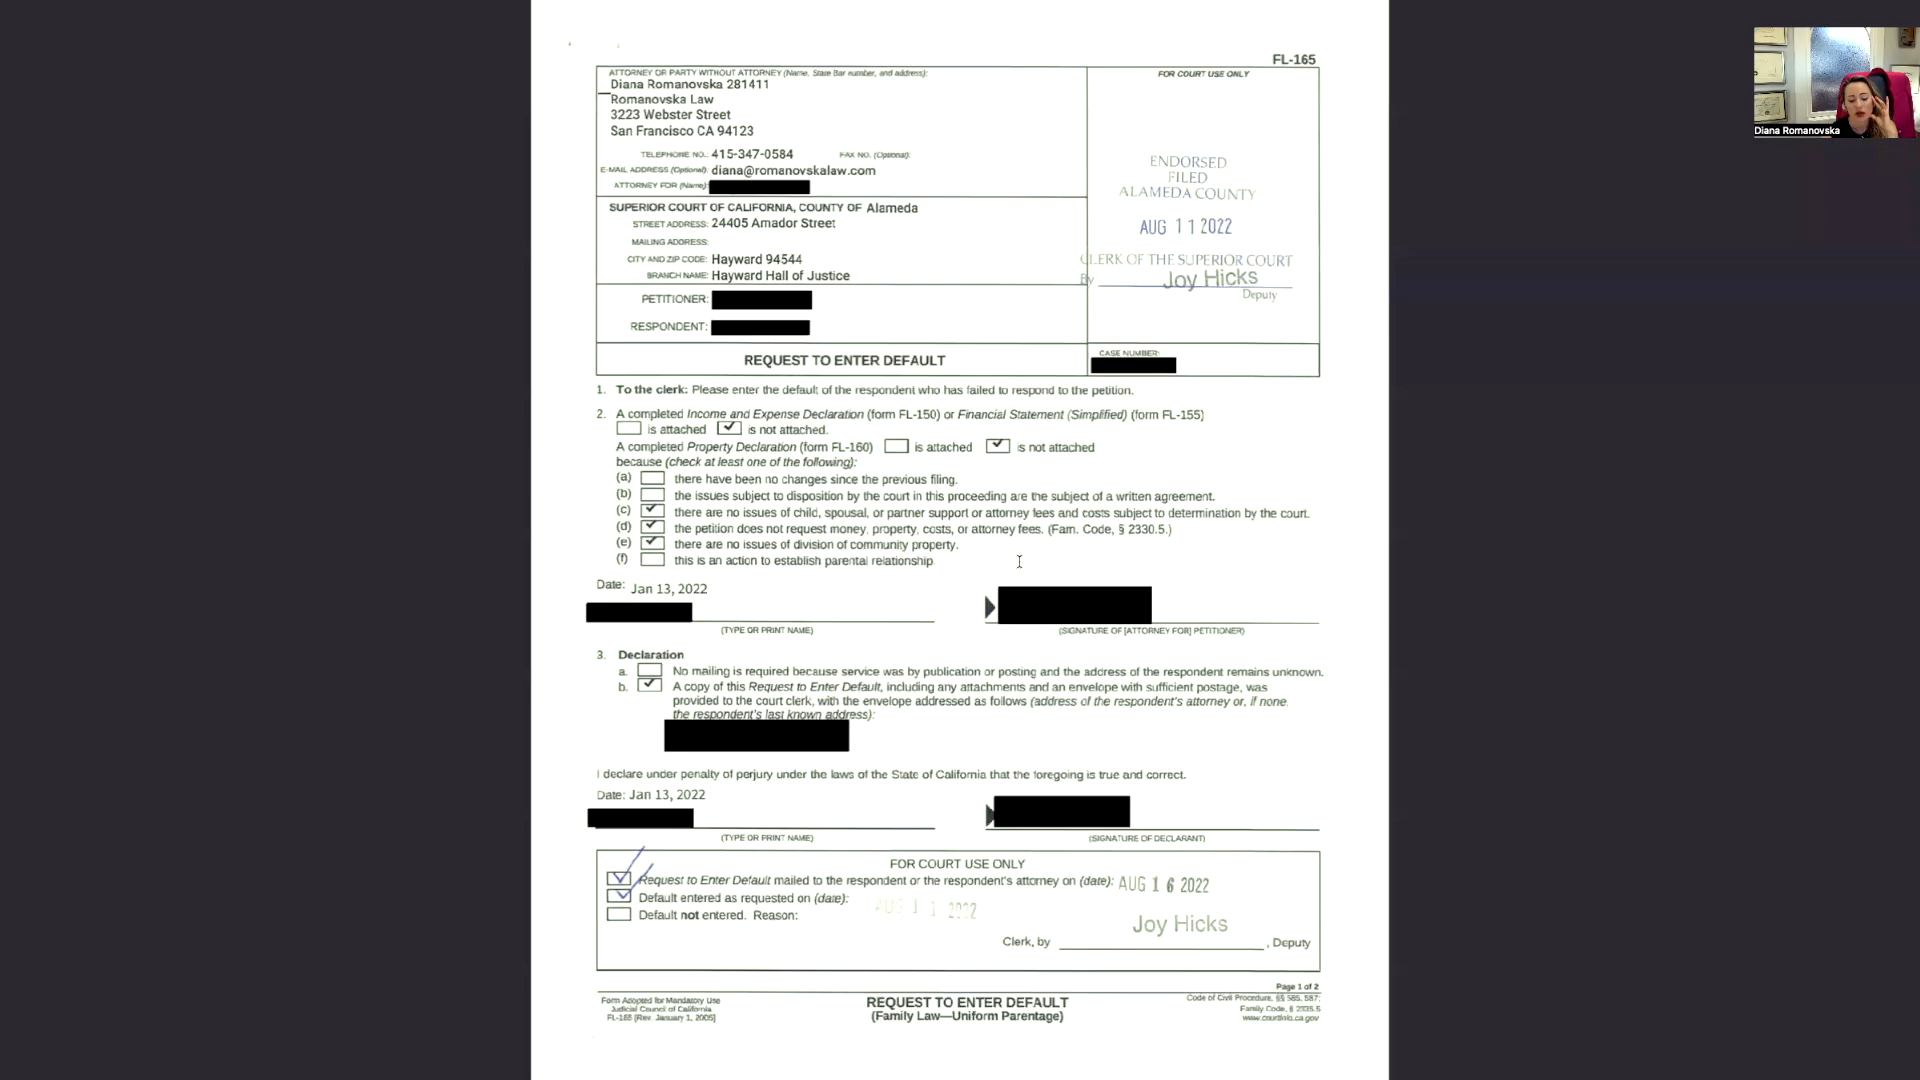 FL-165
ATTORNEY OR PARTY WITHOUT ATTORNEY (Name, State Bar number, and address):
Diana Romanovska 281411
Romanovska Law
3223 Webster Street
San Francisco CA 94123
TELEPHONE NO.: 415-347-0584 FAX NO. (Optional):
E-MAIL ADDRESS (Optional): diana@romanovskalaw.com
ATTORNEY FOR (Name):
FOR COURT USE ONLY
ENDORSED
FILED
ALAMEDA COUNTY
AUG 11 2022
CLERK OF THE SUPERIOR COURT
By Joy Hicks
Deputy
SUPERIOR COURT OF CALIFORNIA, COUNTY OF Alameda
STREET ADDRESS: 24405 Amador Street
MAILING ADDRESS:
CITY AND ZIP CODE: Hayward 94544
BRANCH NAME: Hayward Hall of Justice
PETITIONER:
RESPONDENT:
REQUEST TO ENTER DEFAULT
CASE NUMBER:
1. To the clerk: Please enter the default of the respondent who has failed to respond to the petition.
2. A completed Income and Expense Declaration (form FL-150) or Financial Statement (Simplified) (form FL-155)
is attached is not attached.
A completed Property Declaration (form FL-160) is attached is not attached
because (check at least one of the following):
(a) there have been no changes since the previous filing.
(b) the issues subject to disposition by the court in this proceeding are the subject of a written agreement.
(c) there are no issues of child, spousal, or partner support or attorney fees and costs subject to determination by the court.
(d) the petition does not request money, property, costs, or attorney fees. (Fam. Code, § 2330.5.)
(e) there are no issues of division of community property.
(f) this is an action to establish parental relationship.
Date: Jan 13, 2022
(TYPE OR PRINT NAME) (SIGNATURE OF [ATTORNEY FOR] PETITIONER)
3. Declaration
a. No mailing is required because service was by publication or posting and the address of the respondent remains unknown.
b. A copy of this Request to Enter Default, including any attachments and an envelope with sufficient postage, was
provided to the court clerk, with the envelope addressed as follows (address of the respondent's attorney or, if none,
the respondent's last known address):
I declare under penalty of perjury under the laws of the State of California that the foregoing is true and correct.
Date: Jan 13, 2022
(TYPE OR PRINT NAME) (SIGNATURE OF DECLARANT)
FOR COURT USE ONLY
Request to Enter Default mailed to the respondent or the respondent's attorney on (date): AUG 16 2022
Default entered as requested on (date): AUG 11 2022
Default not entered. Reason:
Joy Hicks
Clerk, by , Deputy
Page 1 of 2
Form Adopted for Mandatory Use
Judicial Council of California
FL-165 [Rev. January 1, 2005]
REQUEST TO ENTER DEFAULT
(Family Law—Uniform Parentage)
Code of Civil Procedure, §§ 585, 587;
Family Code, § 2335.5
www.courtinfo.ca.gov
Diana Romanovska